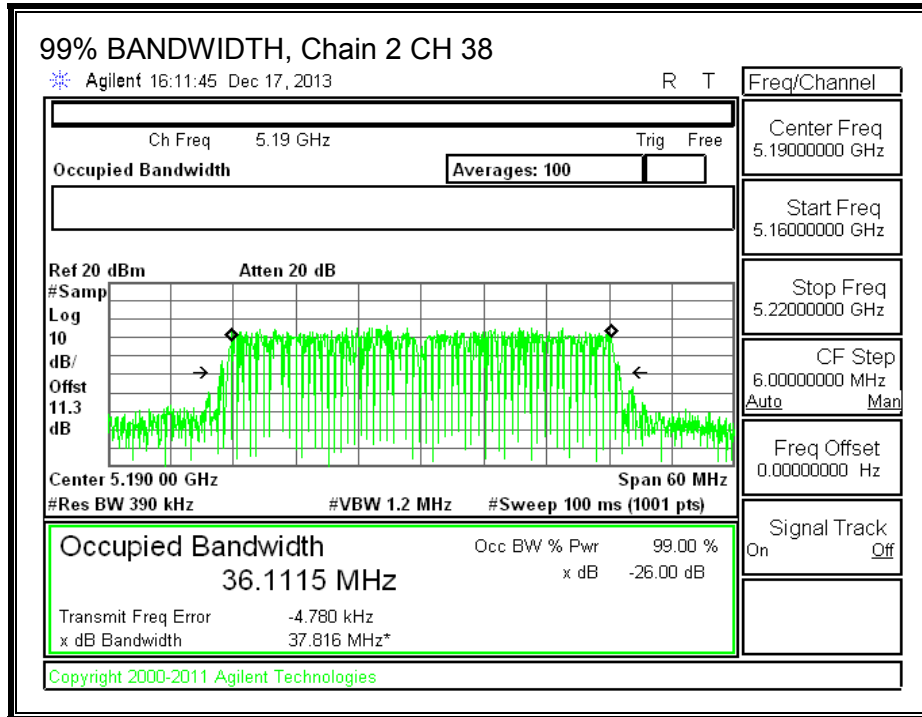 99% BANDWIDTH, Chain 2 CH 38
Agilent 16:11:45 Dec 17, 2013 R T
Freq/Channel
Ch Freq 5.19 GHz Trig Free
Occupied Bandwidth Averages: 100
Center Freq
5.19000000 GHz
Start Freq
5.16000000 GHz
Stop Freq
5.22000000 GHz
CF Step
6.00000000 MHz
Auto Man
Freq Offset
0.00000000 Hz
Signal Track
On Off
Ref 20 dBm Atten 20 dB
#Samp
Log
10
dB/
Offst
11.3
dB
Center 5.190 00 GHz Span 60 MHz
#Res BW 390 kHz #VBW 1.2 MHz #Sweep 100 ms (1001 pts)
Occupied Bandwidth Occ BW % Pwr 99.00 %
36.1115 MHz x dB -26.00 dB
Transmit Freq Error -4.780 kHz
x dB Bandwidth 37.816 MHz*
Copyright 2000-2011 Agilent Technologies